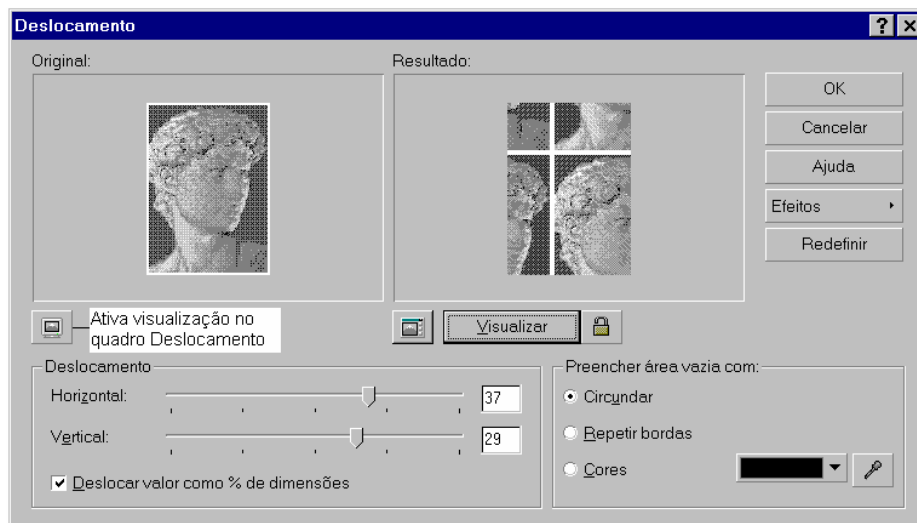 Deslocamento
Original:
Resultado:
OK
Cancelar
Ajuda
Efeitos
Redefinir
Ativa visualização no
quadro Deslocamento
Visualizar
Deslocamento
Horizontal:
37
Vertical:
29
Deslocar valor como % de dimensões
Preencher área vazia com:
Circundar
Repetir bordas
Cores